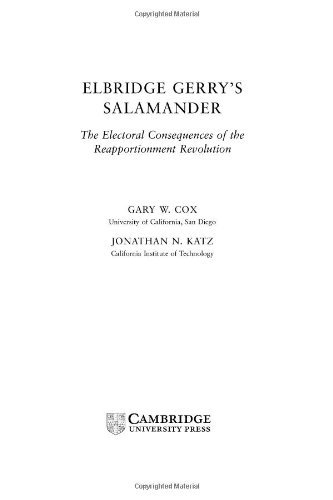 Copyrighted Material
ELBRIDGE GERRY'S
SALAMANDER
The Electoral Consequences of the
Reapportionment Revolution
GARY W. COX
University of California, San Diego
JONATHAN N. KATZ
California Institute of Technology
CAMBRIDGE
UNIVERSITY PRESS
Copyrighted Material